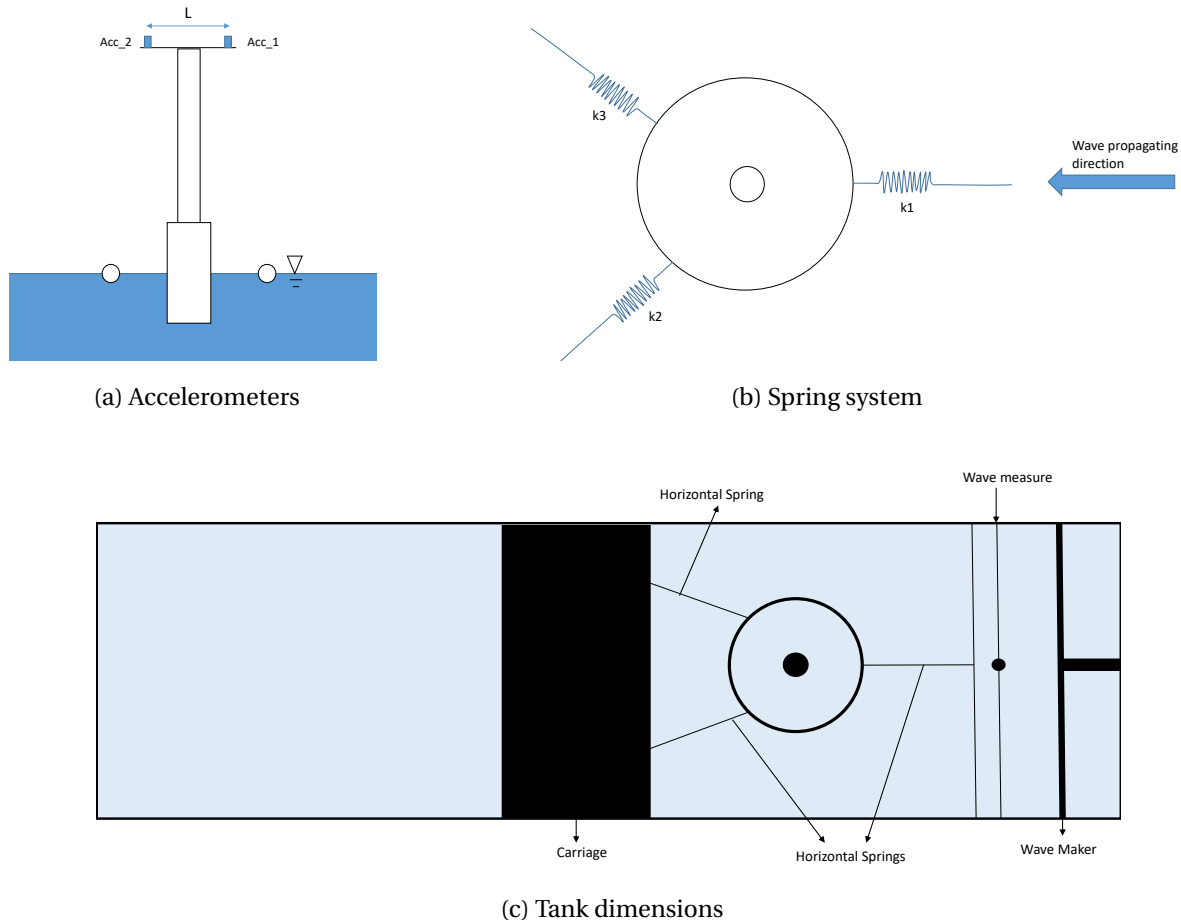 L
Acc_2
Acc_1
(a) Accelerometers
k3
k1
k2
Wave propagating
direction
(b) Spring system
Horizontal Spring
Wave measure
Carriage
Horizontal Springs
Wave Maker
(c) Tank dimensions